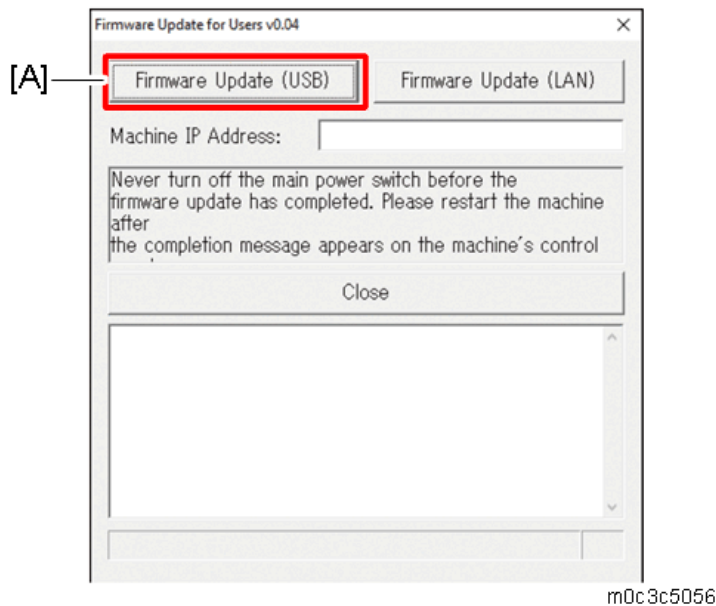 Firmware Update for Users v0.04
[A]
Firmware Update (USB)
Firmware Update (LAN)
Machine IP Address:
Never turn off the main power switch before the
firmware update has completed. Please restart the machine
after
the completion message appears on the machine's control
Close
m0c3c5056